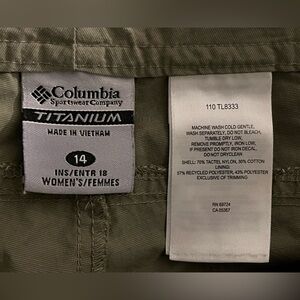 Columbia
Sportswear Company
TITANIUM
MADE IN VIETNAM
14
INS/ENTR 18
WOMEN'S/FEMMES
110 TL8333
MACHINE WASH COLD GENTLE,
WASH SEPARATELY, DO NOT BLEACH,
TUMBLE DRY LOW,
REMOVE PROMPTLY, IRON LOW,
IF PRESENT DO NOT IRON DECAL,
DO NOT DRYCLEAN
SHELL: 70% TACTEL NYLON, 30% COTTON
LINING:
57% RECYCLED POLYESTER, 43% POLYESTER
EXCLUSIVE OF TRIMMING
RN 69724
CA 05367